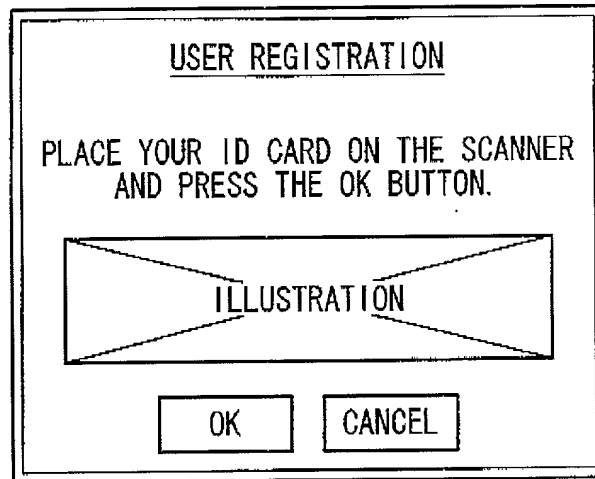 USER REGISTRATION
PLACE YOUR ID CARD ON THE SCANNER
AND PRESS THE OK BUTTON.
ILLUSTRATION
OK
CANCEL